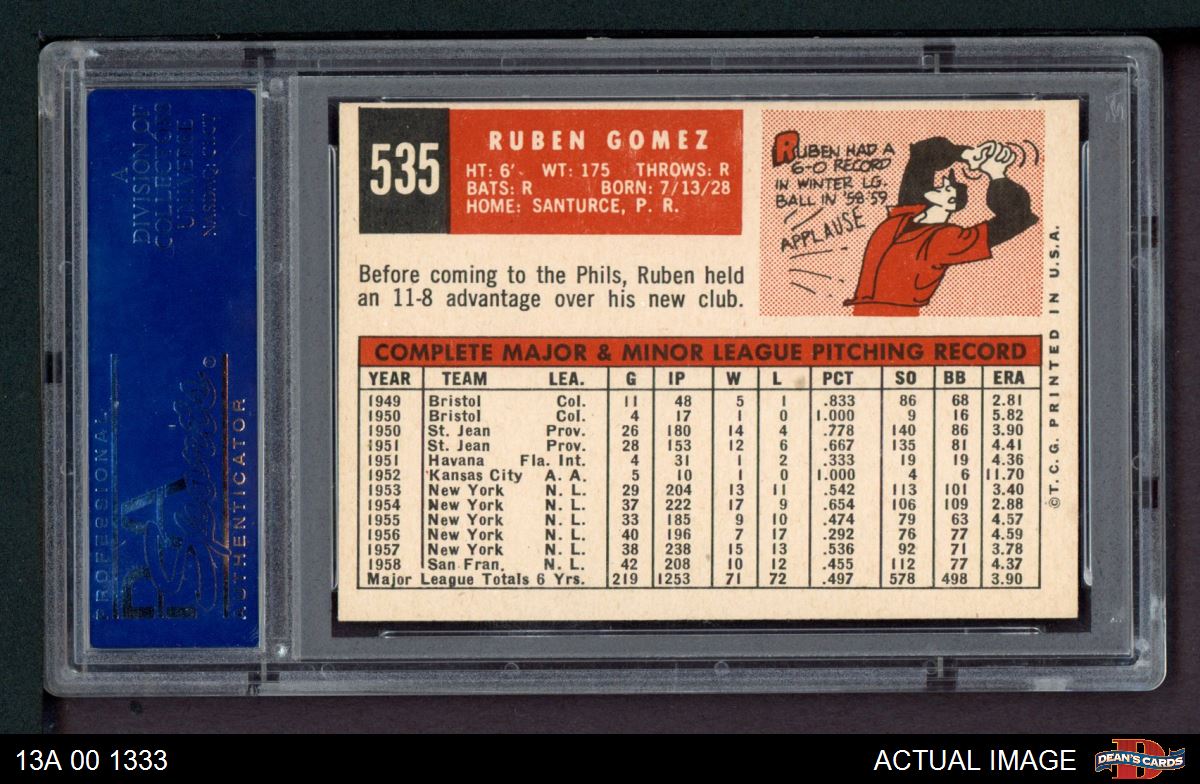 A
DIVISION OF
COLLECTORS
UNIVERSE
NASDAQ: CLCT
PROFESSIONAL
PSA
Sports
AUTHENTICATOR
535
RUBEN GOMEZ
HT: 6' WT: 175 THROWS: R
BATS: R BORN: 7/13/28
HOME: SANTURCE, P. R.
RUBEN HAD A
6-0 RECORD
IN WINTER LG.
BALL IN '58-59
APPLAUSE
Before coming to the Phils, Ruben held
an 11-8 advantage over his new club.
COMPLETE MAJOR & MINOR LEAGUE PITCHING RECORD
YEAR TEAM LEA. G IP W L PCT SO BB ERA
1949 Bristol Col. 11 48 5 1 .833 86 68 2.81
1950 Bristol Col. 4 17 1 0 1.000 9 16 5.82
1950 St. Jean Prov. 26 180 14 4 .778 140 86 3.90
1951 St. Jean Prov. 28 153 12 6 .667 135 81 4.41
1951 Havana Fla. Int. 4 31 1 2 .333 19 19 4.36
1952 Kansas City A. A. 5 10 1 0 1.000 4 6 11.70
1953 New York N. L. 29 204 13 11 .542 113 101 3.40
1954 New York N. L. 37 222 17 9 .654 106 109 2.88
1955 New York N. L. 33 185 9 10 .474 79 63 4.57
1956 New York N. L. 40 196 7 17 .292 76 77 4.59
1957 New York N. L. 38 238 15 13 .536 92 71 3.78
1958 San Fran. N. L. 42 208 10 12 .455 112 77 4.37
Major League Totals 6 Yrs. 219 1253 71 72 .497 578 498 3.90
©T.C.G. PRINTED IN U.S.A.
13A 00 1333
ACTUAL IMAGE
D
DEAN'S CARDS